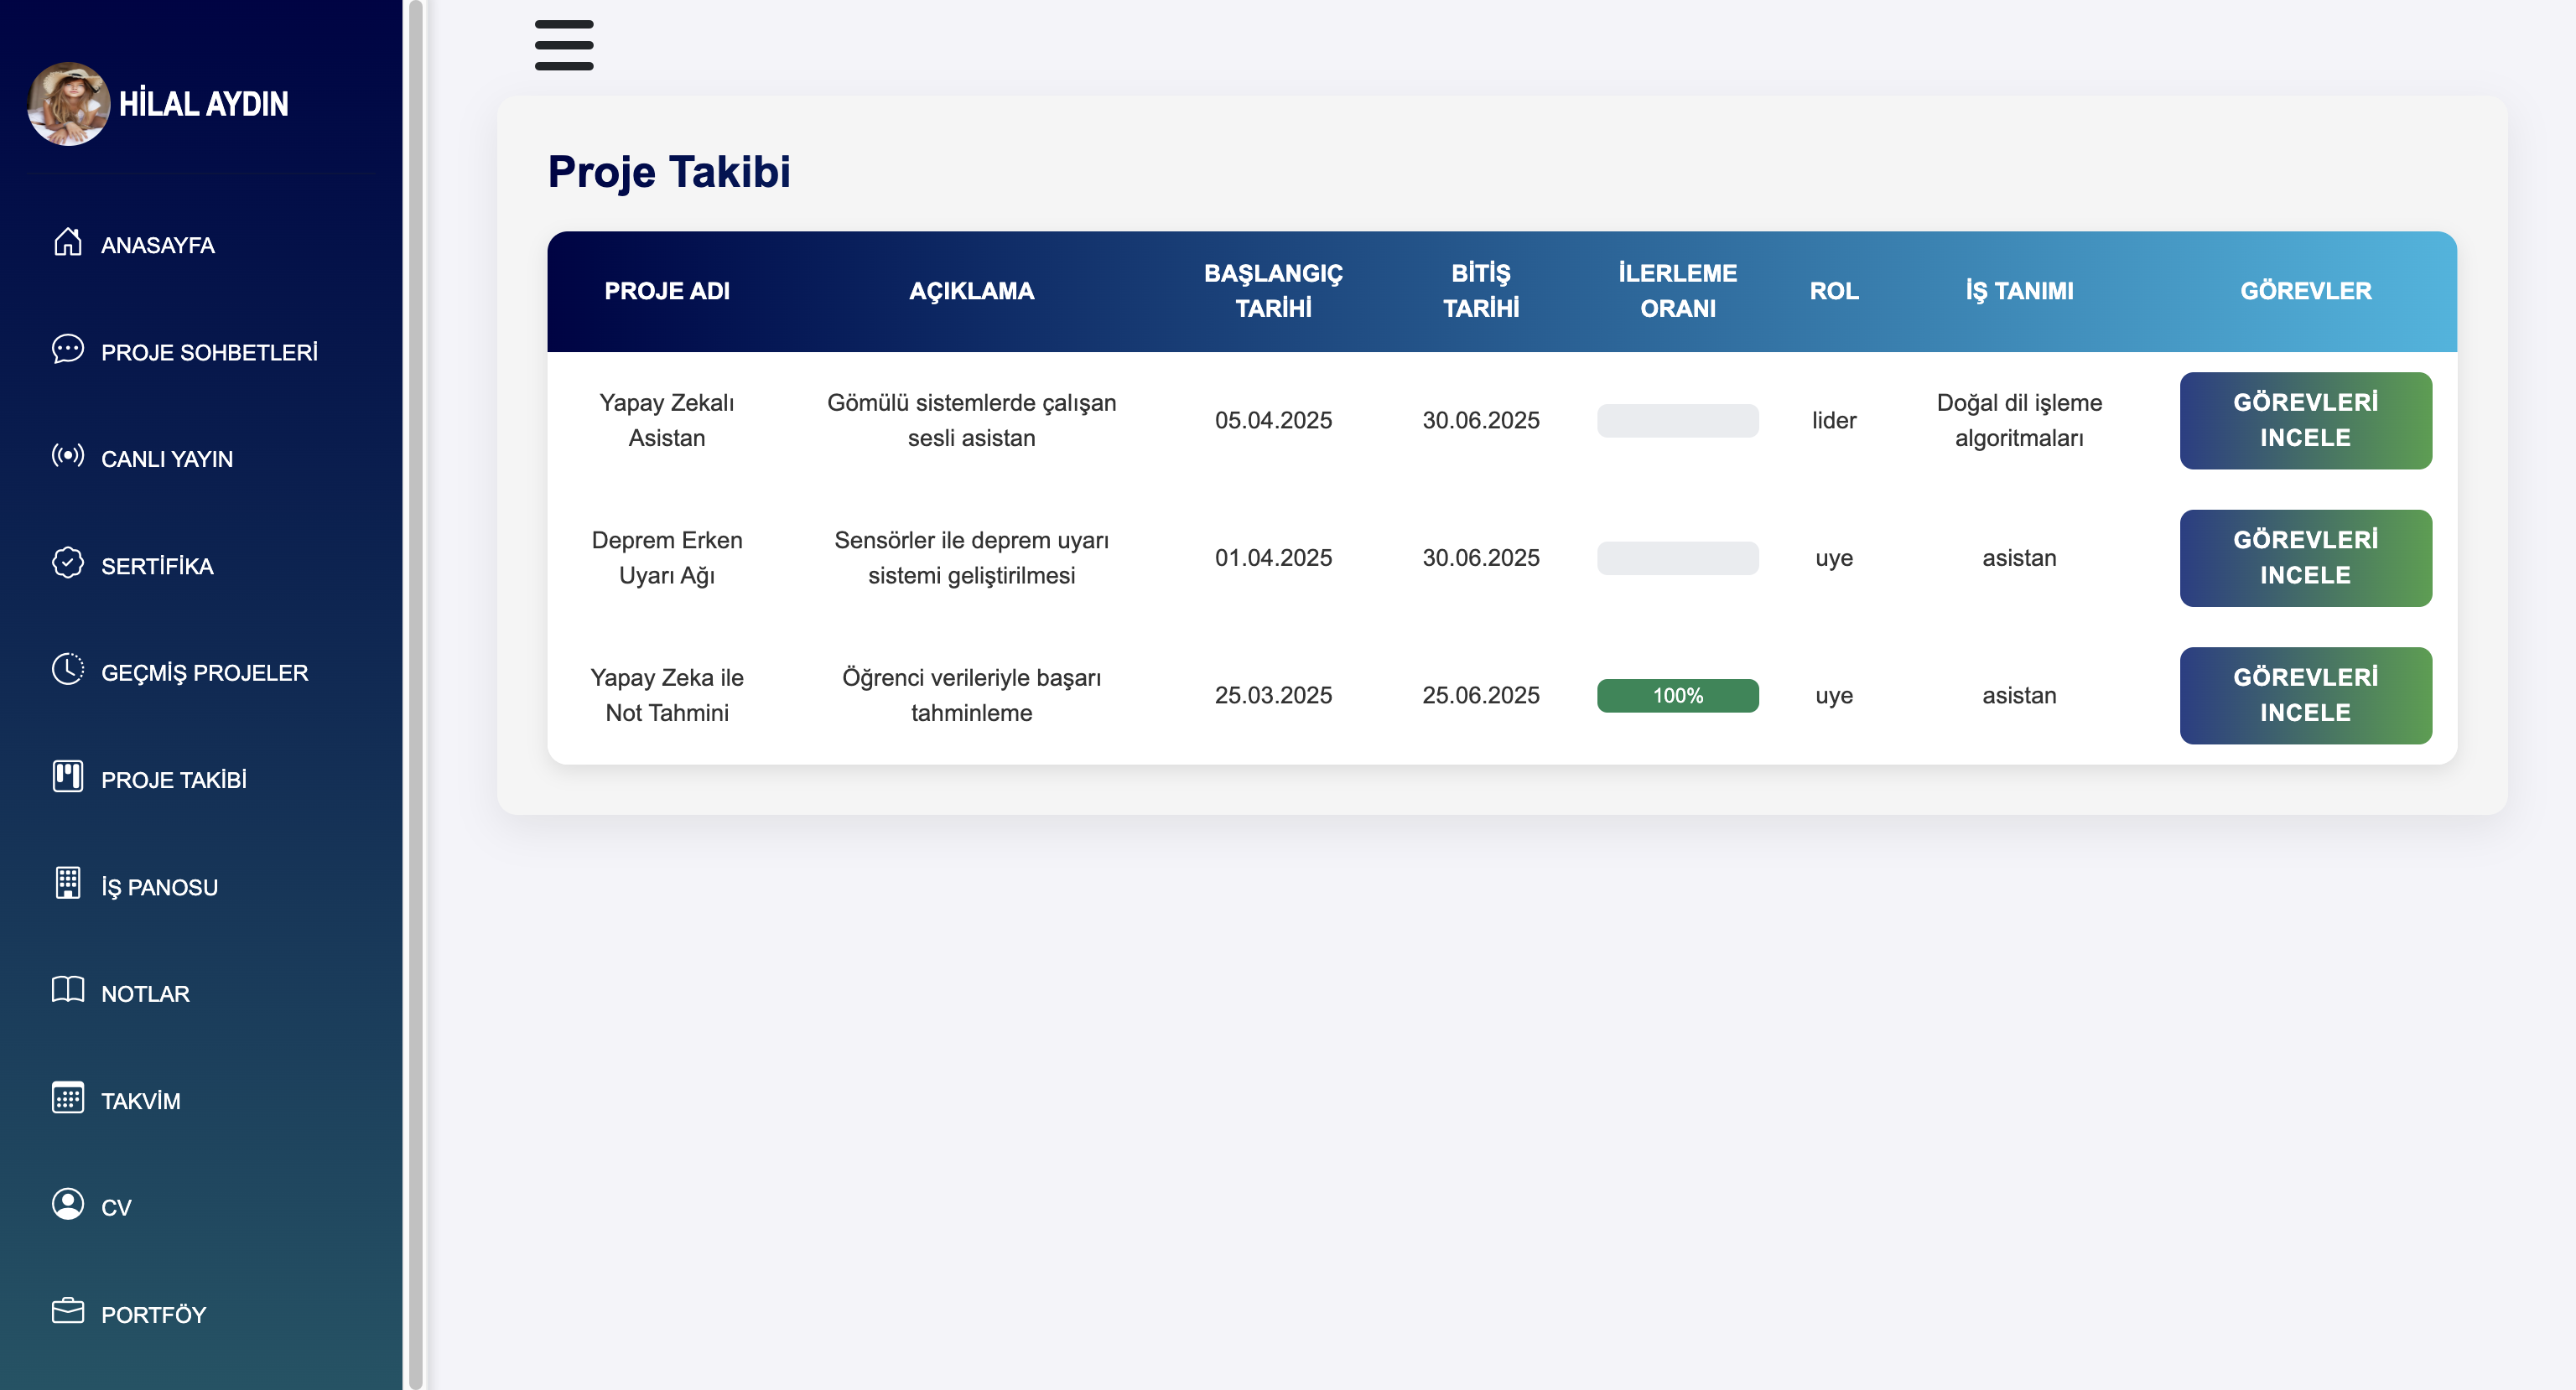 HİLAL AYDIN
ANASAYFA
PROJE SOHBETLERİ
CANLI YAYIN
SERTİFİKA
GEÇMİŞ PROJELER
PROJE TAKİBİ
İŞ PANOSU
NOTLAR
TAKVİM
CV
PORTFÖY
Proje Takibi
PROJE ADI
AÇIKLAMA
BAŞLANGIÇ
TARİHİ
BİTİŞ
TARİHİ
İLERLEME
ORANI
ROL
İŞ TANIMI
GÖREVLER
Yapay Zekalı
Asistan
Gömülü sistemlerde çalışan
sesli asistan
05.04.2025
30.06.2025
lider
Doğal dil işleme
algoritmaları
GÖREVLERİ
INCELE
Deprem Erken
Uyarı Ağı
Sensörler ile deprem uyarı
sistemi geliştirilmesi
01.04.2025
30.06.2025
uye
asistan
GÖREVLERİ
INCELE
Yapay Zeka ile
Not Tahmini
Öğrenci verileriyle başarı
tahminleme
25.03.2025
25.06.2025
100%
uye
asistan
GÖREVLERİ
INCELE